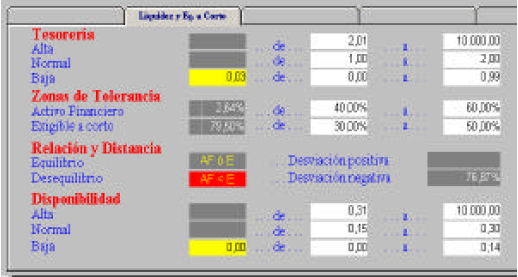 Liquidez y Eq. a Corto
Tesorería
Alta ... de ... 2,01 ... a ... 10.000,00
Normal ... de ... 1,00 ... a ... 2,00
Baja 0,03 ... de ... 0,00 ... a ... 0,99
Zonas de Tolerancia
Activo Financiero 2,64% ... de ... 40,00% ... a ... 60,00%
Exigible a corto 79,50% ... de ... 30,00% ... a ... 50,00%
Relación y Distancia
Equilibrio AF ó E ... Desviación positiva
Desequilibrio AF < E ... Desviación negativa 76,87%
Disponibilidad
Alta ... de ... 0,31 ... a ... 10.000,00
Normal ... de ... 0,15 ... a ... 0,30
Baja 0,00 ... de ... 0,00 ... a ... 0,14